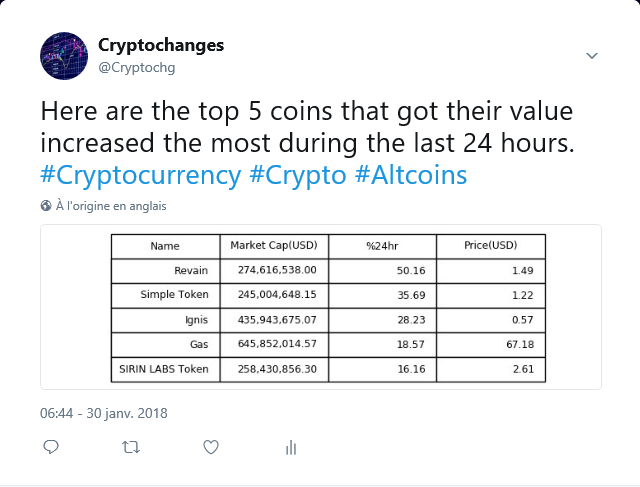 Cryptochanges
@Cryptochg
Here are the top 5 coins that got their value
increased the most during the last 24 hours.
#Cryptocurrency #Crypto #Altcoins
À l'origine en anglais
Name Market Cap(USD) %24hr Price(USD)
Revain 274,616,538.00 50.16 1.49
Simple Token 245,004,648.15 35.69 1.22
Ignis 435,943,675.07 28.23 0.57
Gas 645,852,014.57 18.57 67.18
SIRIN LABS Token 258,430,856.30 16.16 2.61
06:44 - 30 janv. 2018